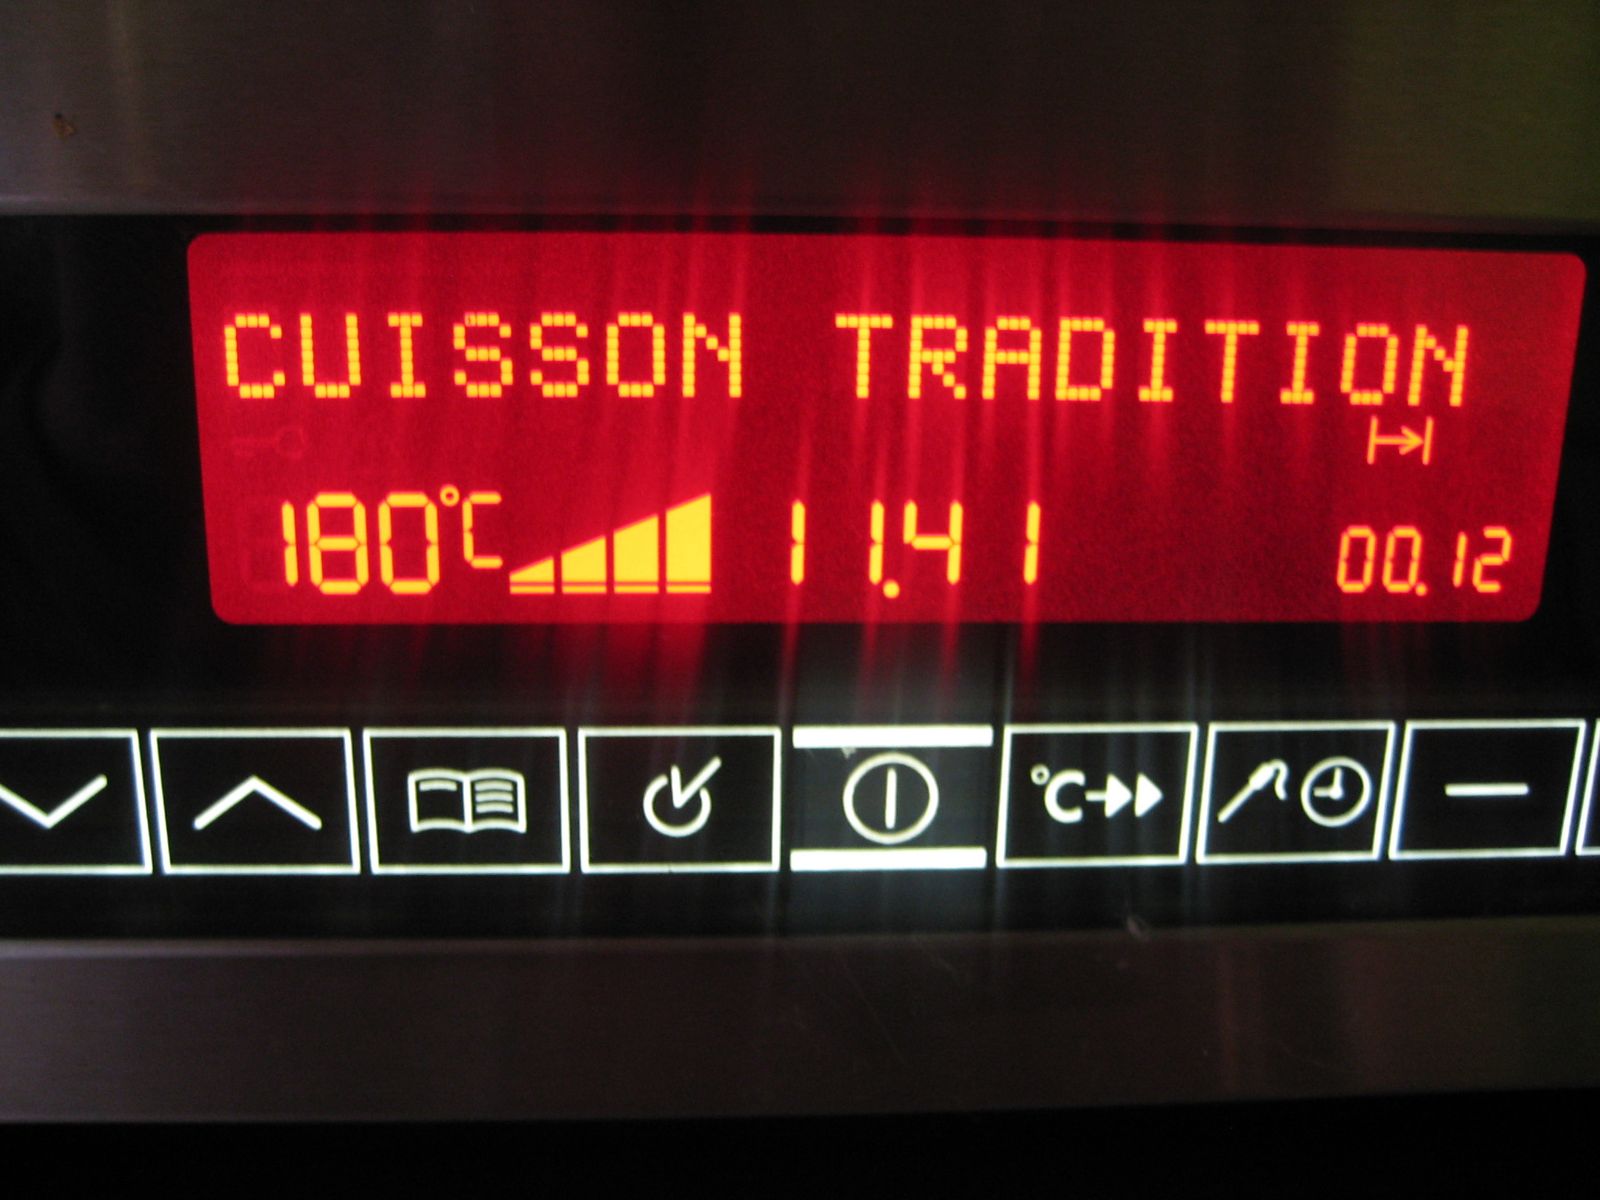 CUISSON TRADITION
180°C 11.41 00.12
°C